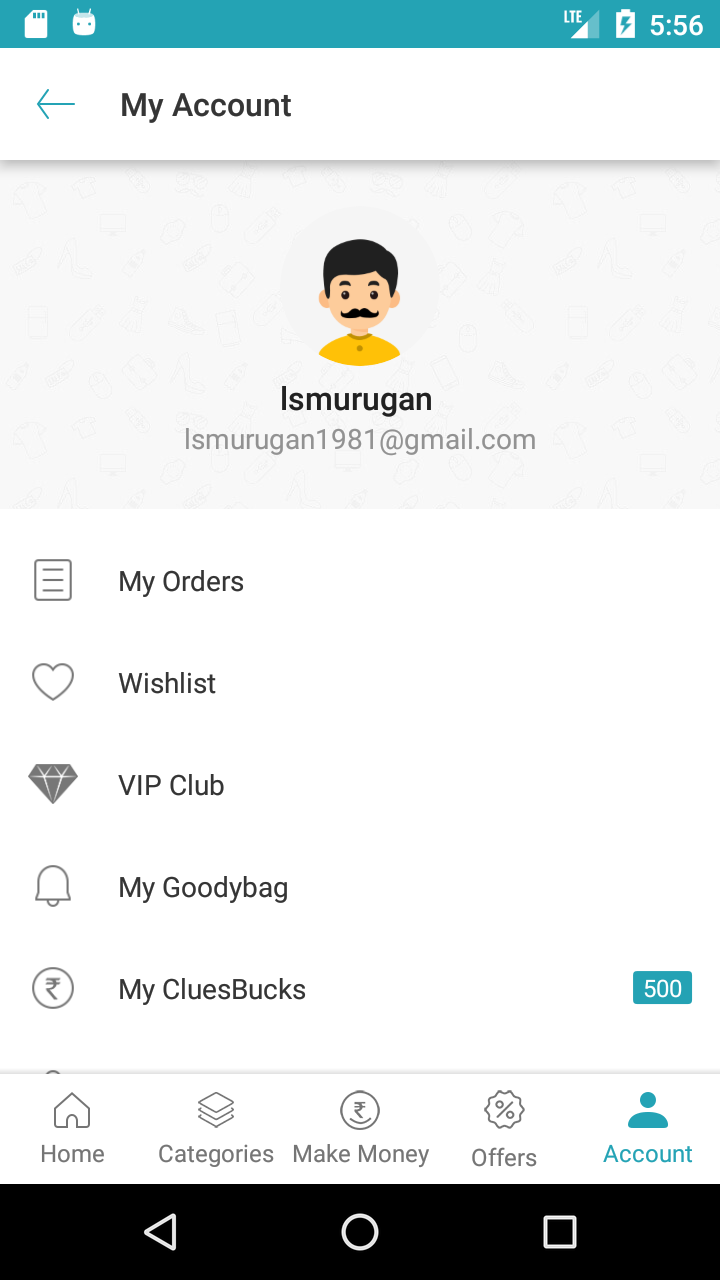 LTE 5:56
My Account
lsmurugan
lsmurugan1981@gmail.com
My Orders
Wishlist
VIP Club
My Goodybag
My CluesBucks 500
Home Categories Make Money Offers Account